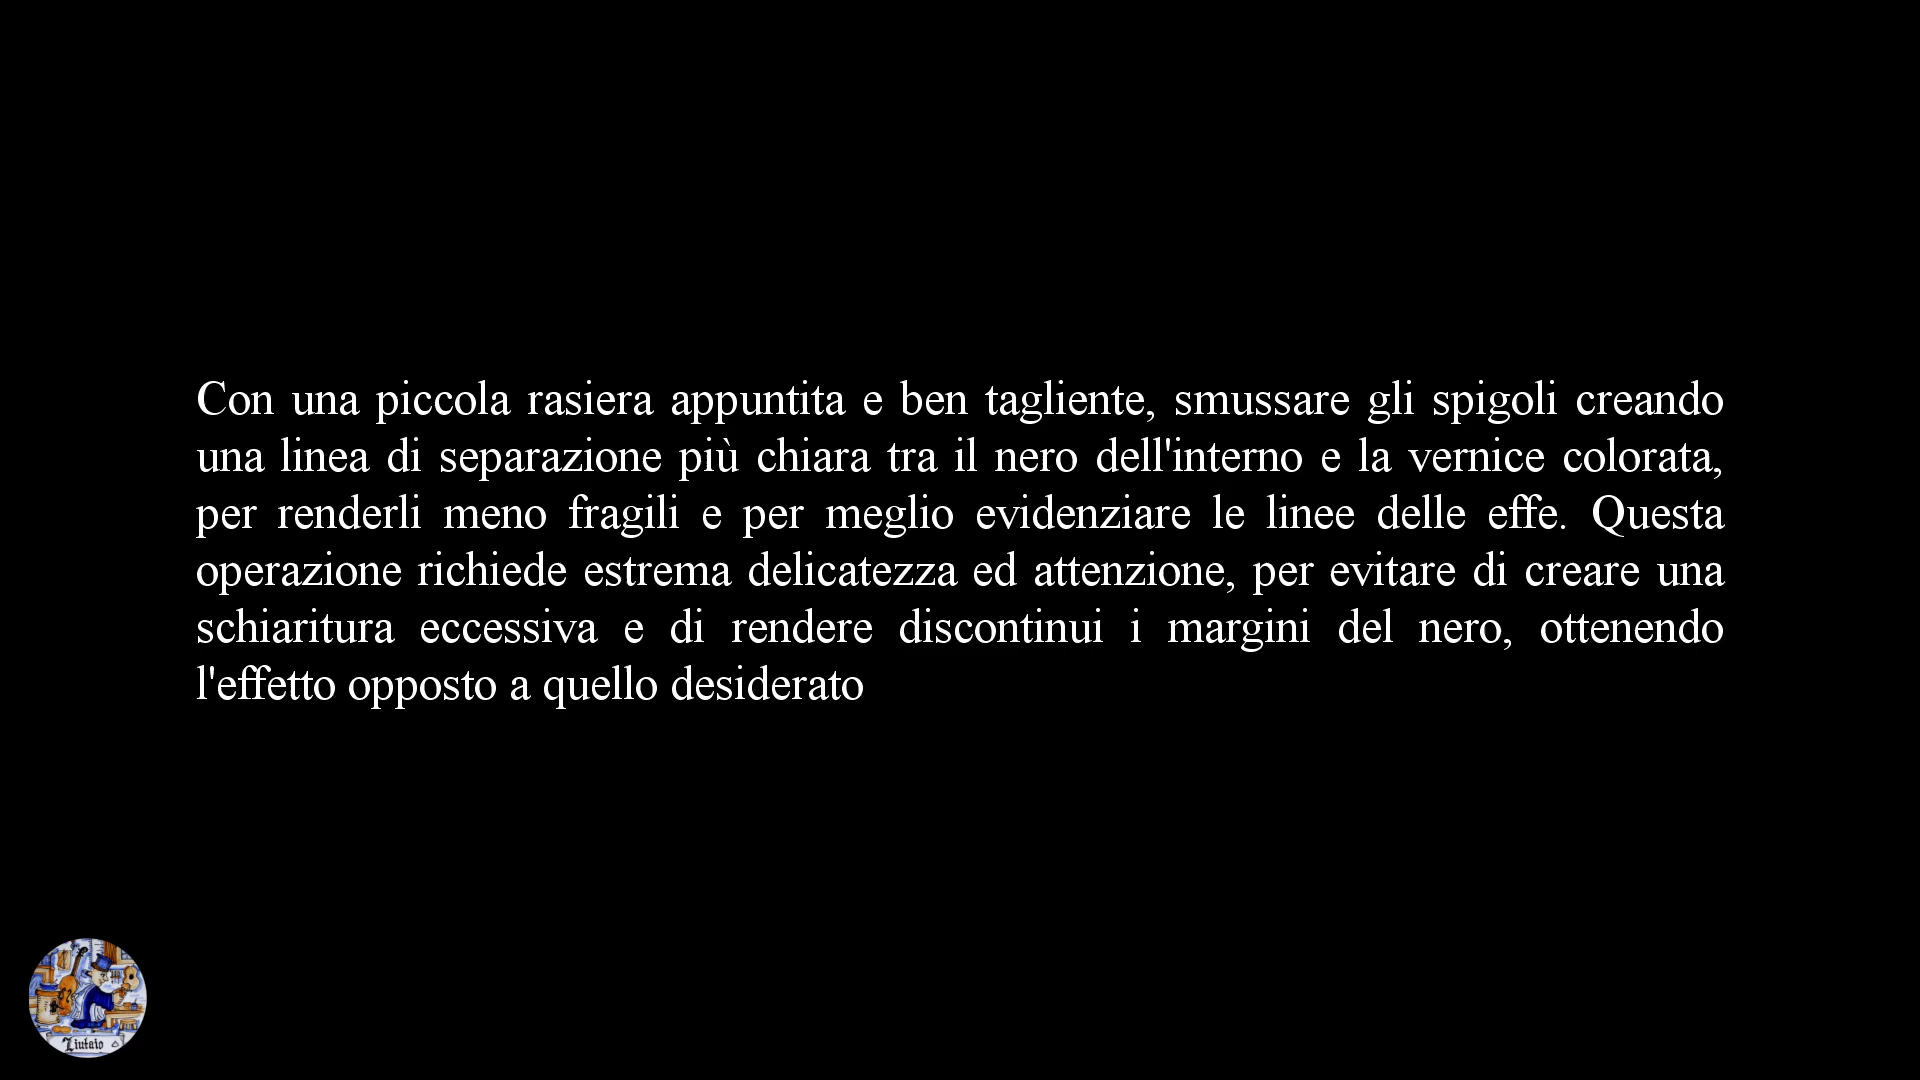 Con una piccola rasiera appuntita e ben tagliente, smussare gli spigoli creando
una linea di separazione più chiara tra il nero dell'interno e la vernice colorata,
per renderli meno fragili e per meglio evidenziare le linee delle effe. Questa
operazione richiede estrema delicatezza ed attenzione, per evitare di creare una
schiaritura eccessiva e di rendere discontinui i margini del nero, ottenendo
l'effetto opposto a quello desiderato
Liutaio